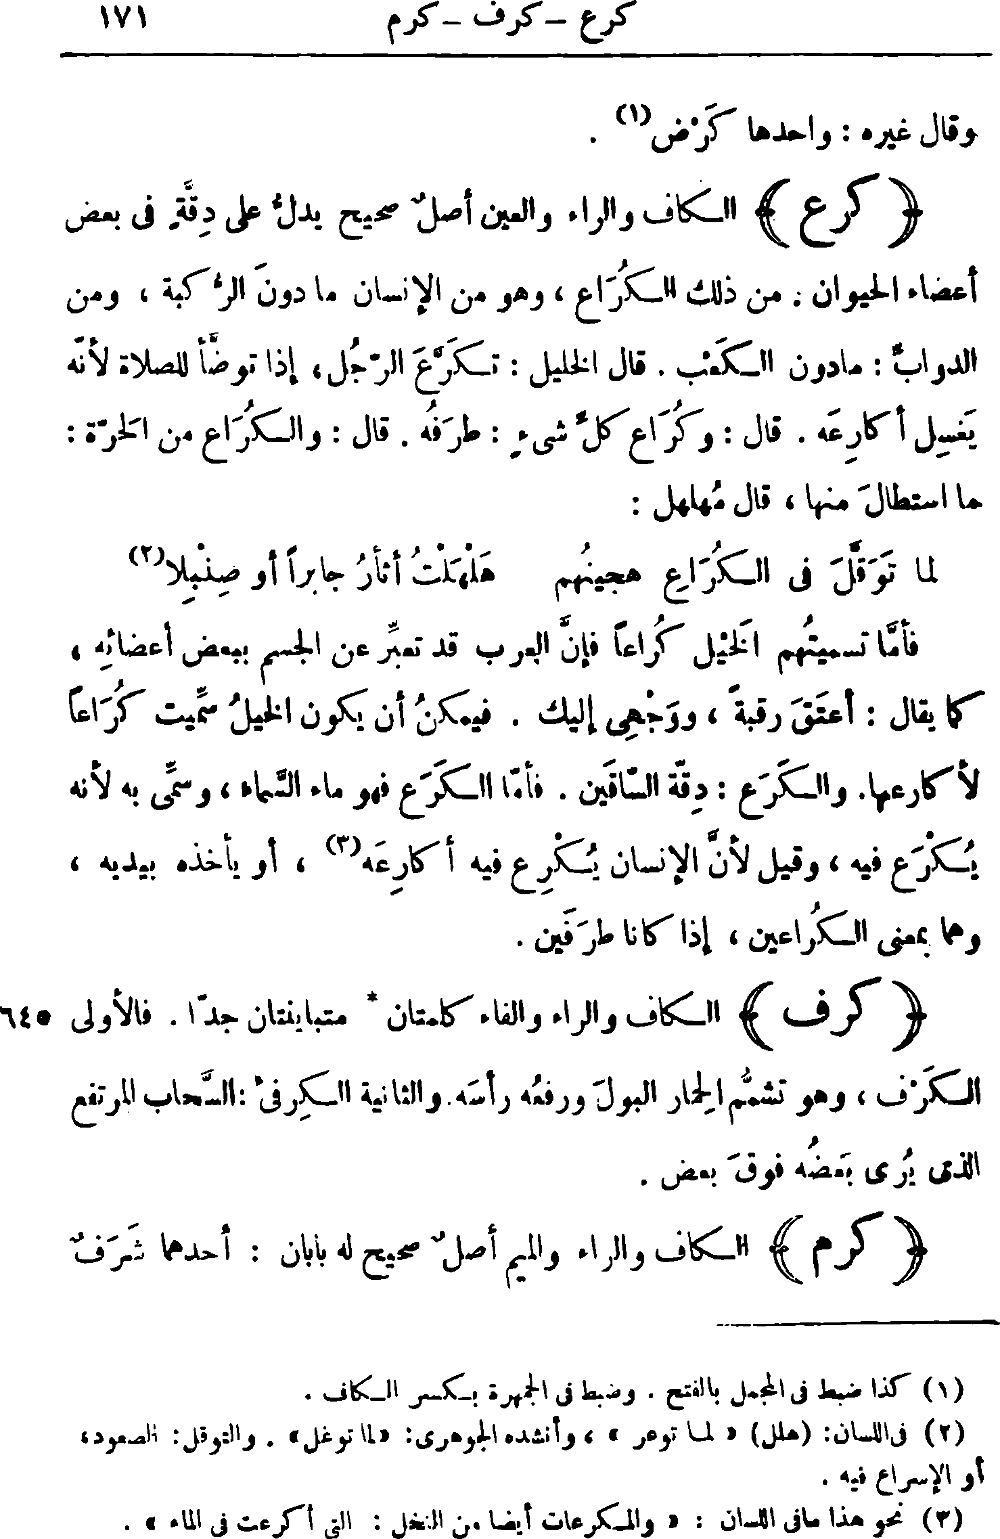 كرع – كرف – كرم ١٧١
وقال غيره : واحدها كَرْض(١) .
﴿ كرع ﴾ الكاف والراء والعين أصلٌ صحيح يدلُّ على دِقَّةٍ فى بعض
أعضاء الحيوان . من ذلك الكُرَاع ، وهو من الإنسان ما دونَ الرُّكبة ، ومن
الدوابّ : مادون الكَعْب . قال الخليل : تكَرَّعَ الرّجُل ، إذا توضَّأ للصلاة لأنّه
يَغسِل أكارِعَه . قال : وكُرَاع كلِّ شىءٍ : طرَفُه . قال : والكُرَاع من الحَرّة :
ما استطالَ منها ، قال مُهلهل :
لما تَوَقَّلَ فى الكُرَاعِ هجينُهم هَلْهَلْتُ أثأرُ جابراً أو صِنْبِلا(٢)
فأمَّا تسميتُهم الخَيْل كُراعاً فإنَّ العرب قد تعبِّر عن الجسم ببعض أعضائِه ،
كما يقال : أعتَقَ رقبةً ، ووَجْهِى إليك . فيمكنُ أن يكون الخيلُ سمِّيت كُرَاعاً
لأكارعها. والكَرَع : دِقّة السّاقَين . فأمّا الكَرَع فهو ماء السَّماء ، وسمِّى به لأنه
يُكْرَع فيه ، وقيل لأنَّ الإنسان يُكْرِع فيه أكارِعَه(٣) ، أو يأخذه بيديه ،
وهما بمعنى الكُراعين ، إذا كانا طرَفَين .
﴿ كرف ﴾ الكاف والراء والفاء كلمتان * متباينتان جدّا . فالأولى ٦٤٥
الكَرْف ، وهو تشمُّم الحِمار البولَ ورفعُه رأسَه. والثانية الكِرفئ :السَّحاب المرتفع
الذى يُرى بَعضُه فوقَ بعض .
﴿ كرم ﴾ الكاف والراء والميم أصلٌ صحيح له بابان : أحدهما شَرَفٌ
(١) كذا ضبط فى المجمل بالفتح . وضبط فى الجمهرة بكسر الكاف .
(٢) فى اللسان: (هلل) « لما توعر » ، وأنشده الجوهرى: «لما توغل» . والتوقل: الصعود،
أو الإسراع فيه .
(٣) نحو هذا مافى اللسان : « والمكرعات أيضا من النخل : التى أكرعت فى الماء » .